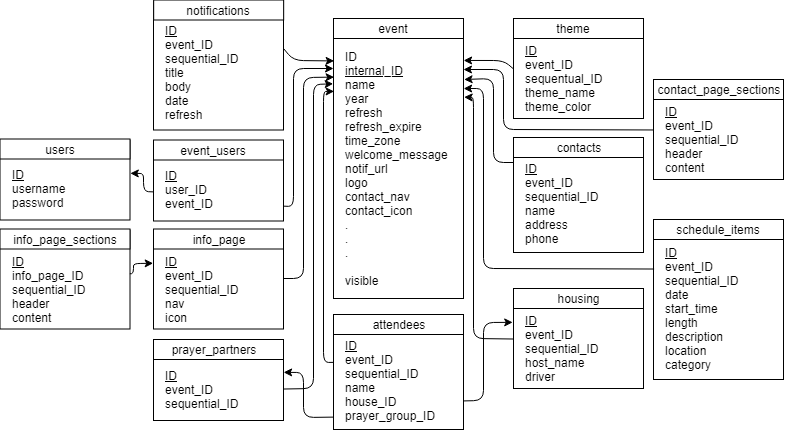 notifications
ID
event_ID
sequential_ID
title
body
date
refresh
event
ID
internal_ID
name
year
refresh
refresh_expire
time_zone
welcome_message
notif_url
logo
contact_nav
contact_icon
.
.
.
visible
theme
ID
event_ID
sequentual_ID
theme_name
theme_color
contact_page_sections
ID
event_ID
sequential_ID
header
content
users
ID
username
password
event_users
ID
user_ID
event_ID
contacts
ID
event_ID
sequential_ID
name
address
phone
info_page_sections
ID
info_page_ID
sequential_ID
header
content
info_page
ID
event_ID
sequential_ID
nav
icon
schedule_items
ID
event_ID
sequential_ID
date
start_time
length
description
location
category
housing
ID
event_ID
sequential_ID
host_name
driver
prayer_partners
ID
event_ID
sequential_ID
attendees
ID
event_ID
sequential_ID
name
house_ID
prayer_group_ID